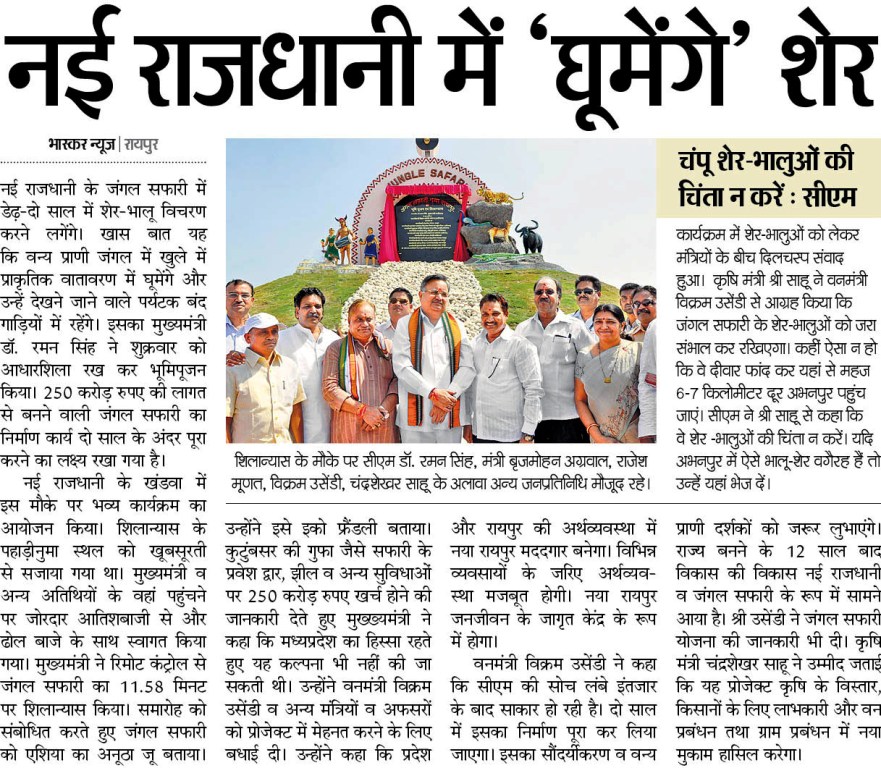 नई राजधानी में ‘घूमेंगे’ शेर
भास्कर न्यूज | रायपुर
नई राजधानी के जंगल सफारी में
डेढ़-दो साल में शेर-भालू विचरण
करने लगेंगे। खास बात यह
कि वन्य प्राणी जंगल में खुले में
प्राकृतिक वातावरण में घूमेंगे और
उन्हें देखने जाने वाले पर्यटक बंद
गाड़ियों में रहेंगे। इसका मुख्यमंत्री
डॉ. रमन सिंह ने शुक्रवार को
आधारशिला रख कर भूमिपूजन
किया। 250 करोड़ रुपए की लागत
से बनने वाली जंगल सफारी का
निर्माण कार्य दो साल के अंदर पूरा
करने का लक्ष्य रखा गया है।
नई राजधानी के खंडवा में
इस मौके पर भव्य कार्यक्रम का
आयोजन किया। शिलान्यास के
पहाड़ीनुमा स्थल को खूबसूरती
से सजाया गया था। मुख्यमंत्री व
अन्य अतिथियों के वहां पहुंचने
पर जोरदार आतिशबाजी से और
ढोल बाजे के साथ स्वागत किया
गया। मुख्यमंत्री ने रिमोट कंट्रोल से
जंगल सफारी का 11.58 मिनट
पर शिलान्यास किया। समारोह को
संबोधित करते हुए जंगल सफारी
को एशिया का अनूठा जू बताया।
JUNGLE SAFARI
शिलान्यास के मौके पर सीएम डॉ. रमन सिंह, मंत्री बृजमोहन अग्रवाल, राजेश
मूणत, विक्रम उसेंडी, चंद्रशेखर साहू के अलावा अन्य जनप्रतिनिधि मौजूद रहे।
उन्होंने इसे इको फ्रैंडली बताया।
कुटुंबसर की गुफा जैसे सफारी के
प्रवेश द्वार, झील व अन्य सुविधाओं
पर 250 करोड़ रुपए खर्च होने की
जानकारी देते हुए मुख्यमंत्री ने
कहा कि मध्यप्रदेश का हिस्सा रहते
हुए यह कल्पना भी नहीं की जा
सकती थी। उन्होंने वनमंत्री विक्रम
उसेंडी व अन्य मंत्रियों व अफसरों
को प्रोजेक्ट में मेहनत करने के लिए
बधाई दी। उन्होंने कहा कि प्रदेश
और रायपुर की अर्थव्यवस्था में
नया रायपुर मददगार बनेगा। विभिन्न
व्यवसायों के जरिए अर्थव्यव-
स्था मजबूत होगी। नया रायपुर
जनजीवन के जागृत केंद्र के रूप
में होगा।
वनमंत्री विक्रम उसेंडी ने कहा
कि सीएम की सोच लंबे इंतजार
के बाद साकार हो रही है। दो साल
में इसका निर्माण पूरा कर लिया
जाएगा। इसका सौंदर्यीकरण व वन्य
प्राणी दर्शकों को जरूर लुभाएंगे।
राज्य बनने के 12 साल बाद
विकास की विकास नई राजधानी
व जंगल सफारी के रूप में सामने
आया है। श्री उसेंडी ने जंगल सफारी
योजना की जानकारी भी दी। कृषि
मंत्री चंद्रशेखर साहू ने उम्मीद जताई
कि यह प्रोजेक्ट कृषि के विस्तार,
किसानों के लिए लाभकारी और वन
प्रबंधन तथा ग्राम प्रबंधन में नया
मुकाम हासिल करेगा।
चंपू शेर-भालुओं की
चिंता न करें : सीएम
कार्यक्रम में शेर-भालुओं को लेकर
मंत्रियों के बीच दिलचस्प संवाद
हुआ। कृषि मंत्री श्री साहू ने वनमंत्री
विक्रम उसेंडी से आग्रह किया कि
जंगल सफारी के शेर-भालुओं को जरा
संभाल कर रखिएगा। कहीं ऐसा न हो
कि वे दीवार फांद कर यहां से महज
6-7 किलोमीटर दूर अभनपुर पहुंच
जाएं। सीएम ने श्री साहू से कहा कि
वे शेर -भालुओं की चिंता न करें। यदि
अभनपुर में ऐसे भालू-शेर वगैरह हैं तो
उन्हें यहां भेज दें।